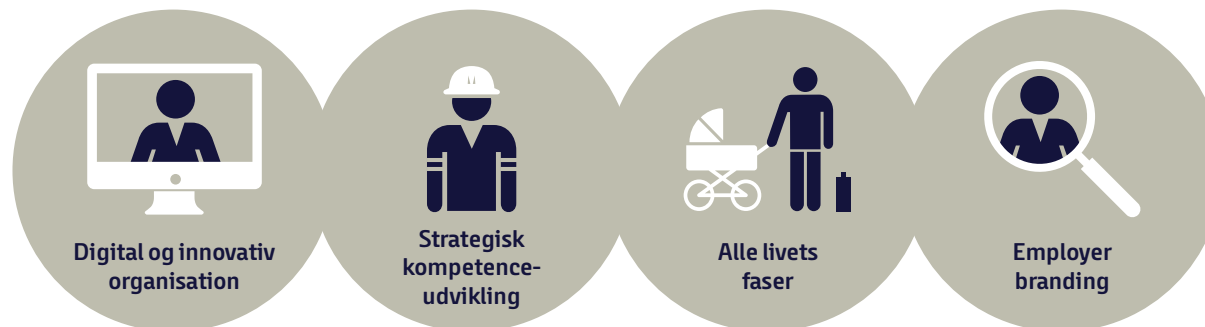 Digital og innovativ
organisation
Strategisk
kompetence-
udvikling
Alle livets
faser
Employer
branding